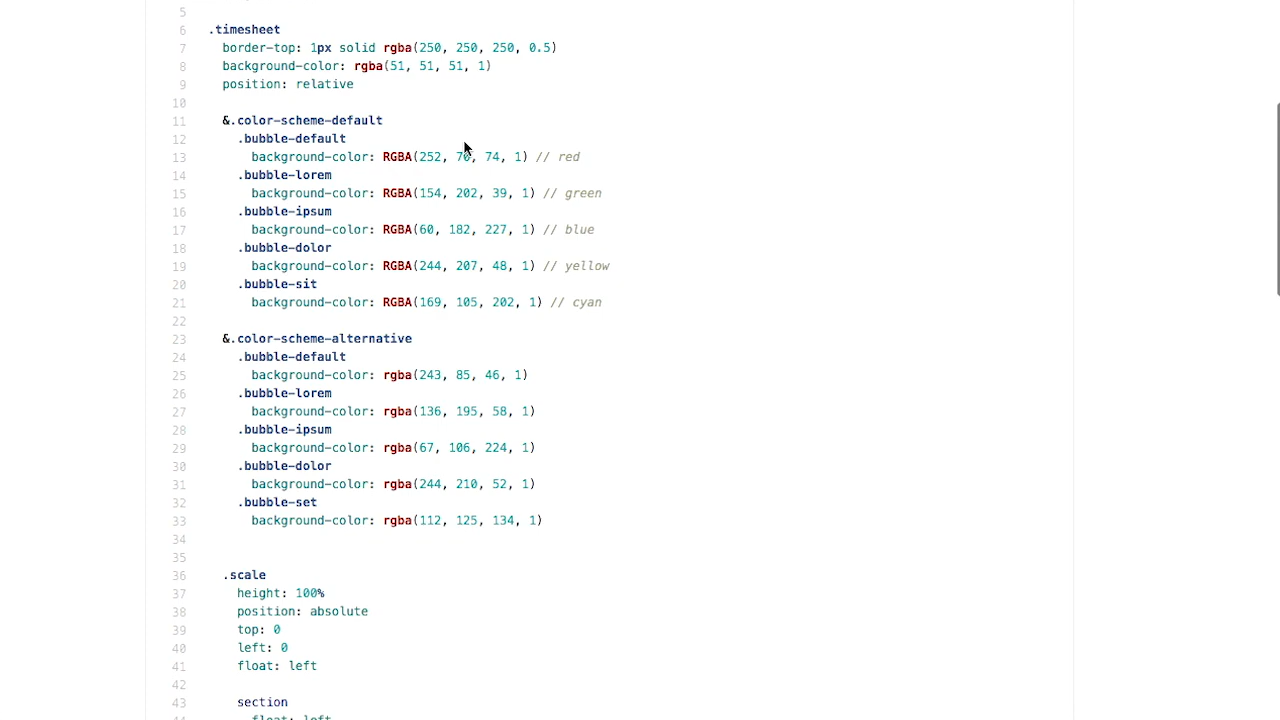 5
6 .timesheet
7 border-top: 1px solid rgba(250, 250, 250, 0.5)
8 background-color: rgba(51, 51, 51, 1)
9 position: relative
10
11 &.color-scheme-default
12 .bubble-default
13 background-color: RGBA(252, 70, 74, 1) // red
14 .bubble-lorem
15 background-color: RGBA(154, 202, 39, 1) // green
16 .bubble-ipsum
17 background-color: RGBA(60, 182, 227, 1) // blue
18 .bubble-dolor
19 background-color: RGBA(244, 207, 48, 1) // yellow
20 .bubble-sit
21 background-color: RGBA(169, 105, 202, 1) // cyan
22
23 &.color-scheme-alternative
24 .bubble-default
25 background-color: rgba(243, 85, 46, 1)
26 .bubble-lorem
27 background-color: rgba(136, 195, 58, 1)
28 .bubble-ipsum
29 background-color: rgba(67, 106, 224, 1)
30 .bubble-dolor
31 background-color: rgba(244, 210, 52, 1)
32 .bubble-set
33 background-color: rgba(112, 125, 134, 1)
34
35
36 .scale
37 height: 100%
38 position: absolute
39 top: 0
40 left: 0
41 float: left
42
43 section
44 float: left